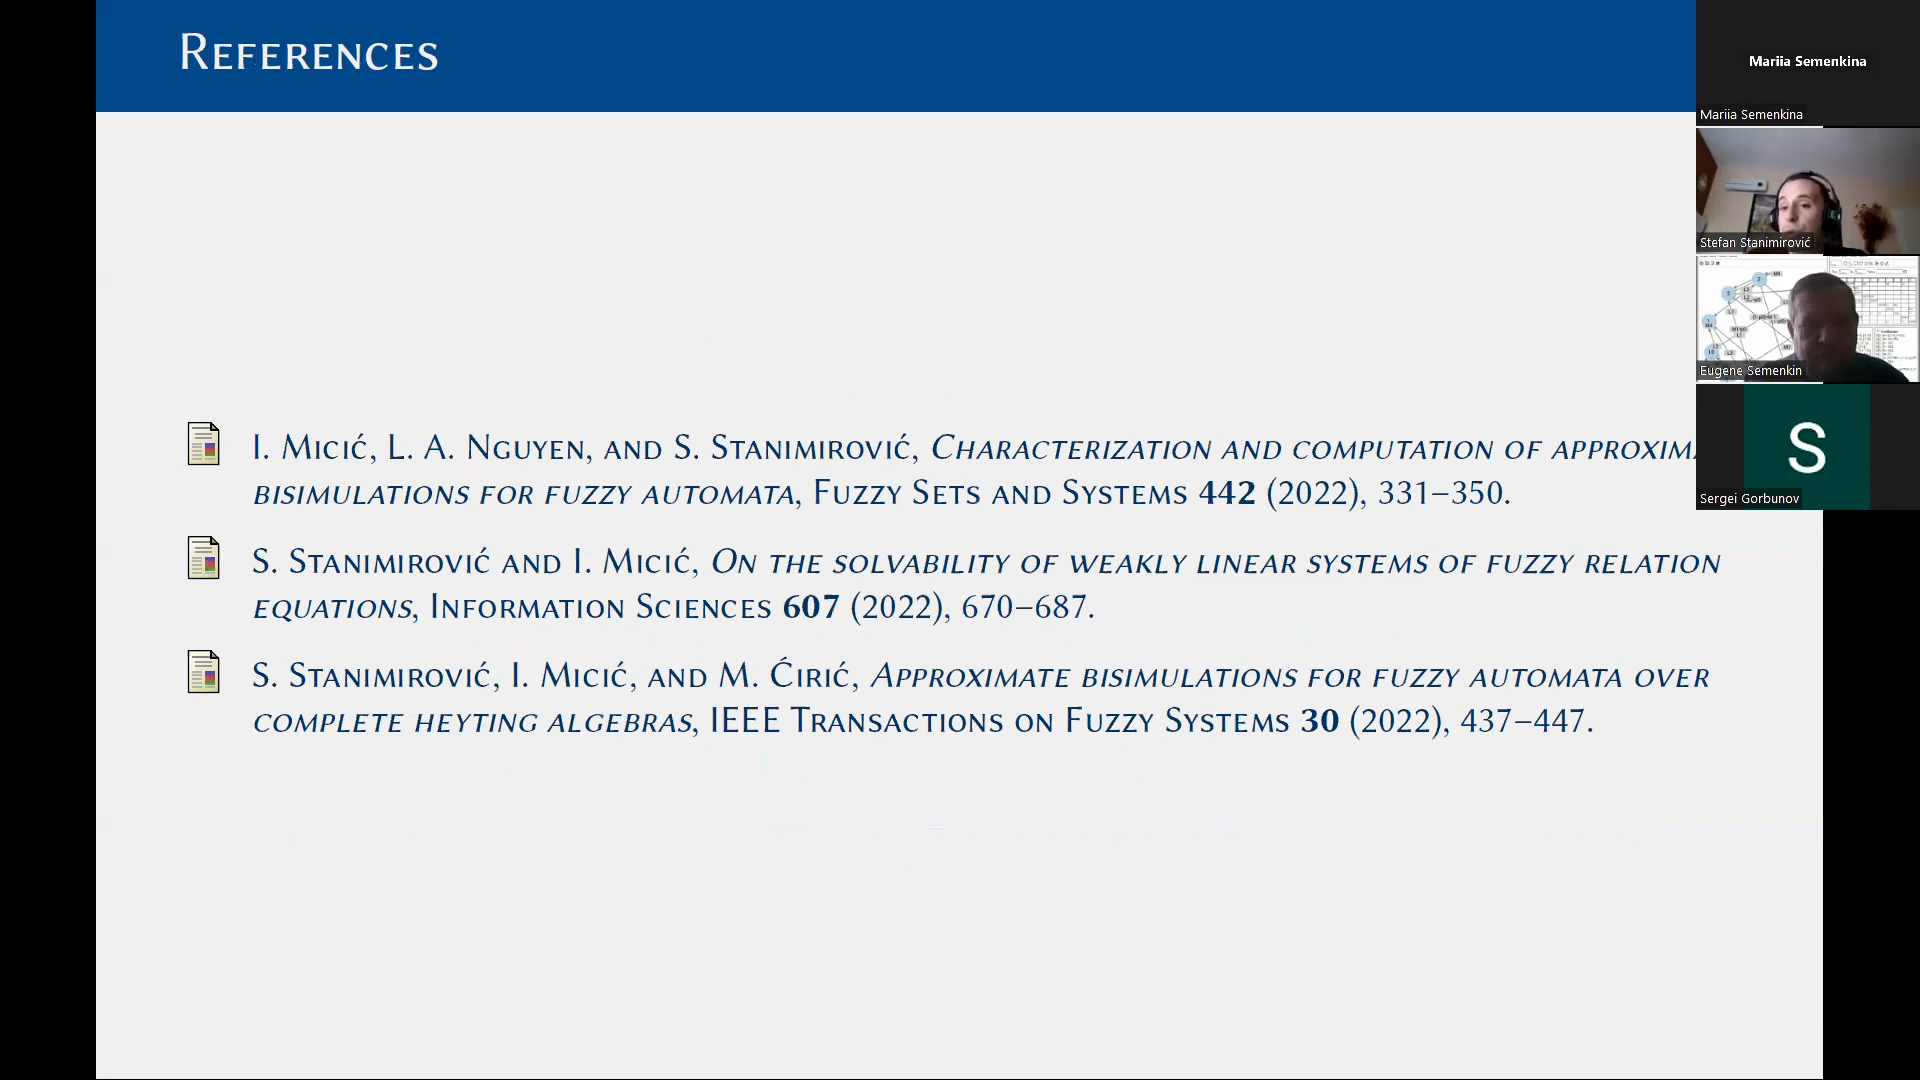 References
Mariia Semenkina
Mariia Semenkina
Stefan Stanimirović
Eugene Semenkin
S
Sergei Gorbunov
I. Micić, L. A. Nguyen, and S. Stanimirović, Characterization and computation of
bisimulations for fuzzy automata, Fuzzy Sets and Systems 442 (2022), 331–350.
S. Stanimirović and I. Micić, On the solvability of weakly linear systems of fuzzy relation
equations, Information Sciences 607 (2022), 670–687.
S. Stanimirović, I. Micić, and M. Ćirić, Approximate bisimulations for fuzzy automata over
complete Heyting algebras, IEEE Transactions on Fuzzy Systems 30 (2022), 437–447.